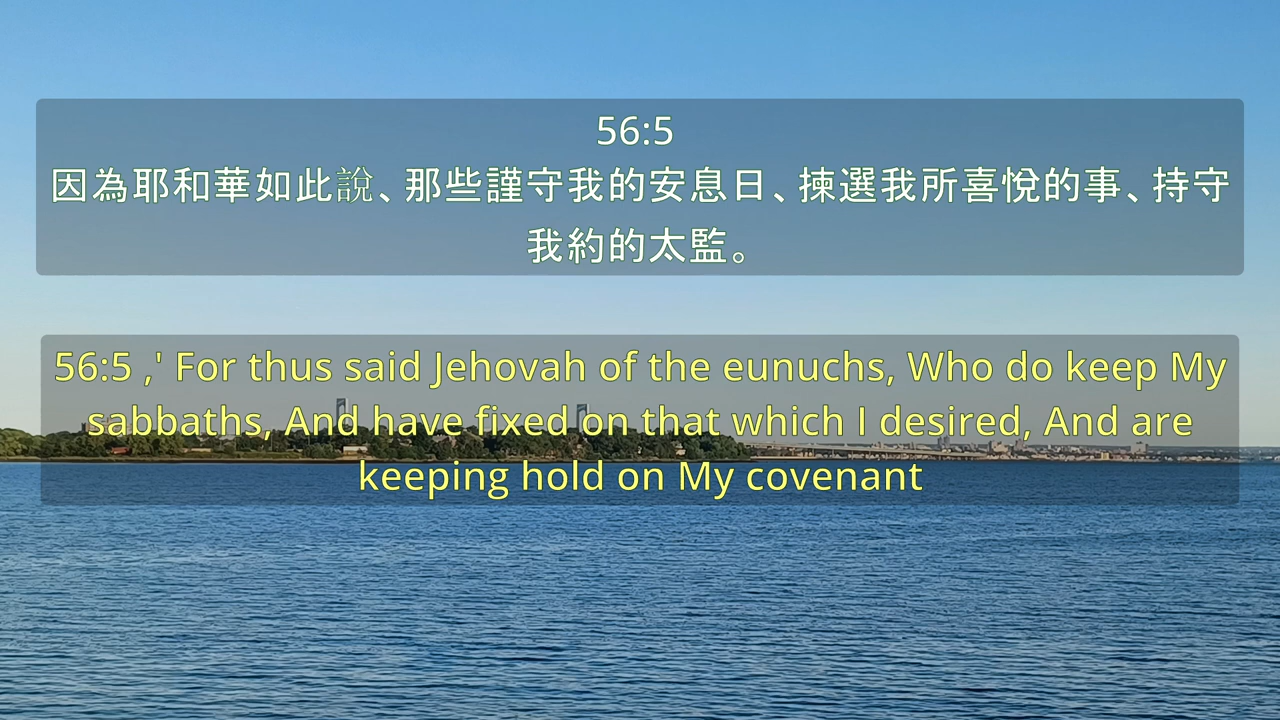 56:5
因為耶和華如此說、那些謹守我的安息日、揀選我所喜悅的事、持守
我約的太監。
56:5 ,' For thus said Jehovah of the eunuchs, Who do keep My
sabbaths, And have fixed on that which I desired, And are
keeping hold on My covenant